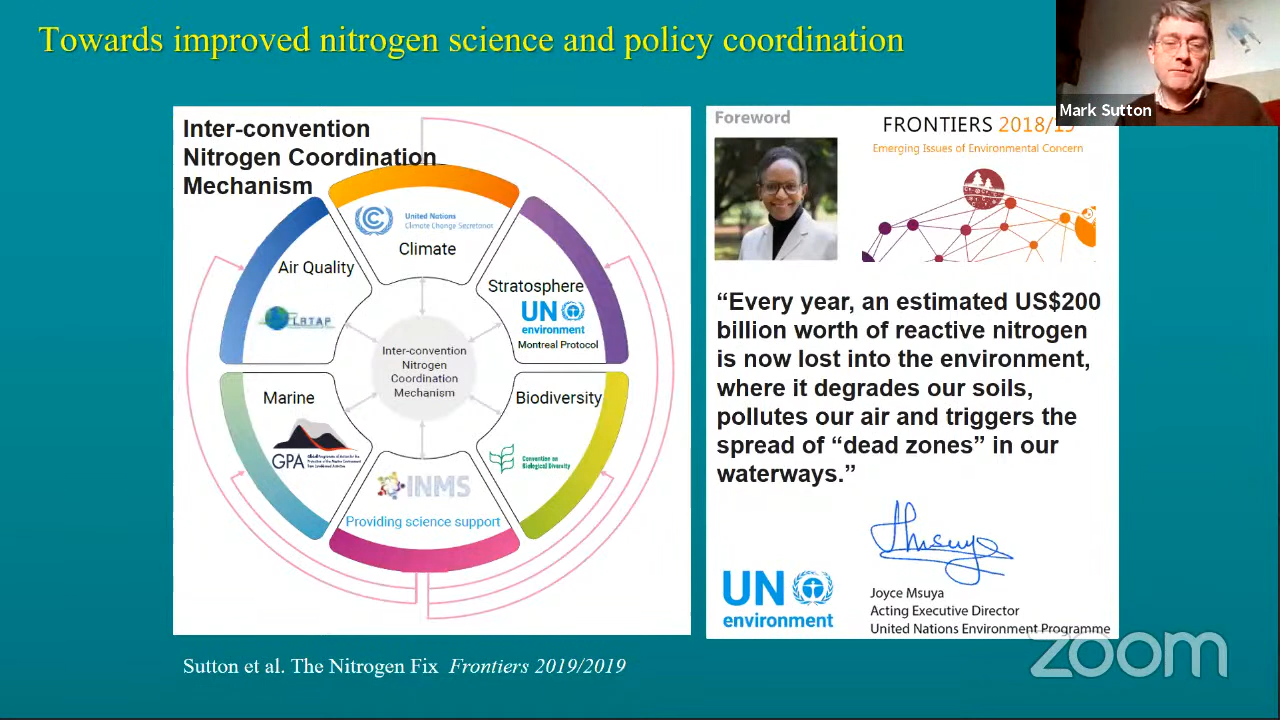 Towards improved nitrogen science and policy coordination
Mark Sutton
Inter-convention
Nitrogen Coordination
Mechanism
United Nations
Climate Change Secretariat
Climate
Air Quality
Stratosphere
UN
environment
Montreal Protocol
Inter-convention
Nitrogen
Coordination
Mechanism
Marine
Biodiversity
GPA
Convention on
Biological Diversity
INMS
Providing science support
Foreword
FRONTIERS 2018/19
Emerging Issues of Environmental Concern
“Every year, an estimated US$200
billion worth of reactive nitrogen
is now lost into the environment,
where it degrades our soils,
pollutes our air and triggers the
spread of “dead zones” in our
waterways.”
UN
environment
Joyce Msuya
Acting Executive Director
United Nations Environment Programme
Sutton et al. The Nitrogen Fix Frontiers 2019/2019
zoom